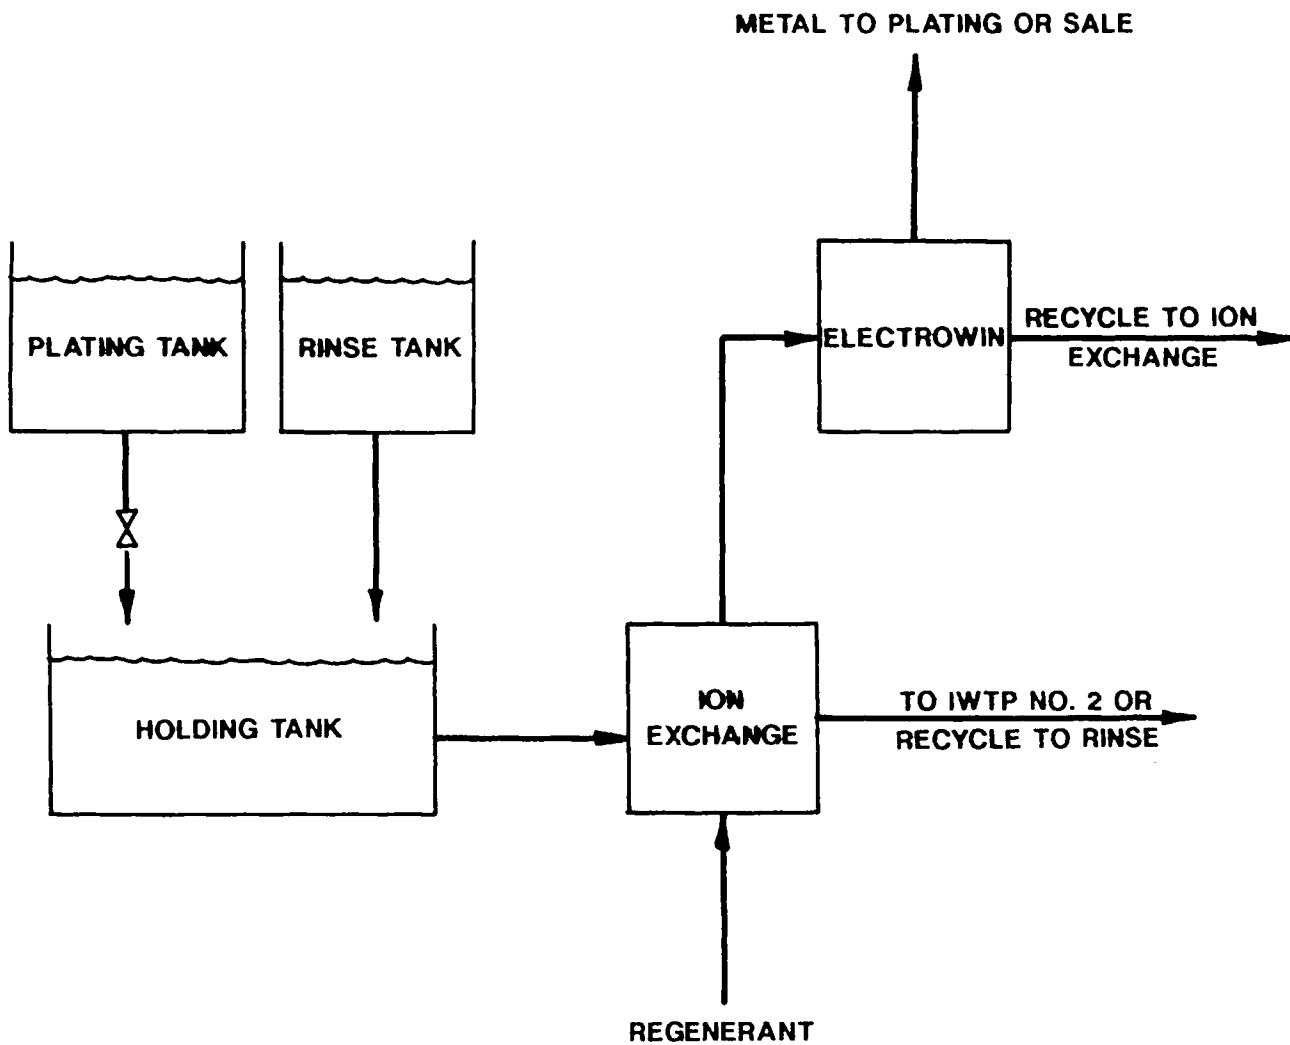 METAL TO PLATING OR SALE
PLATING TANK
RINSE TANK
ELECTROWIN
RECYCLE TO ION
EXCHANGE
HOLDING TANK
ION
EXCHANGE
TO IWTP NO. 2 OR
RECYCLE TO RINSE
REGENERANT